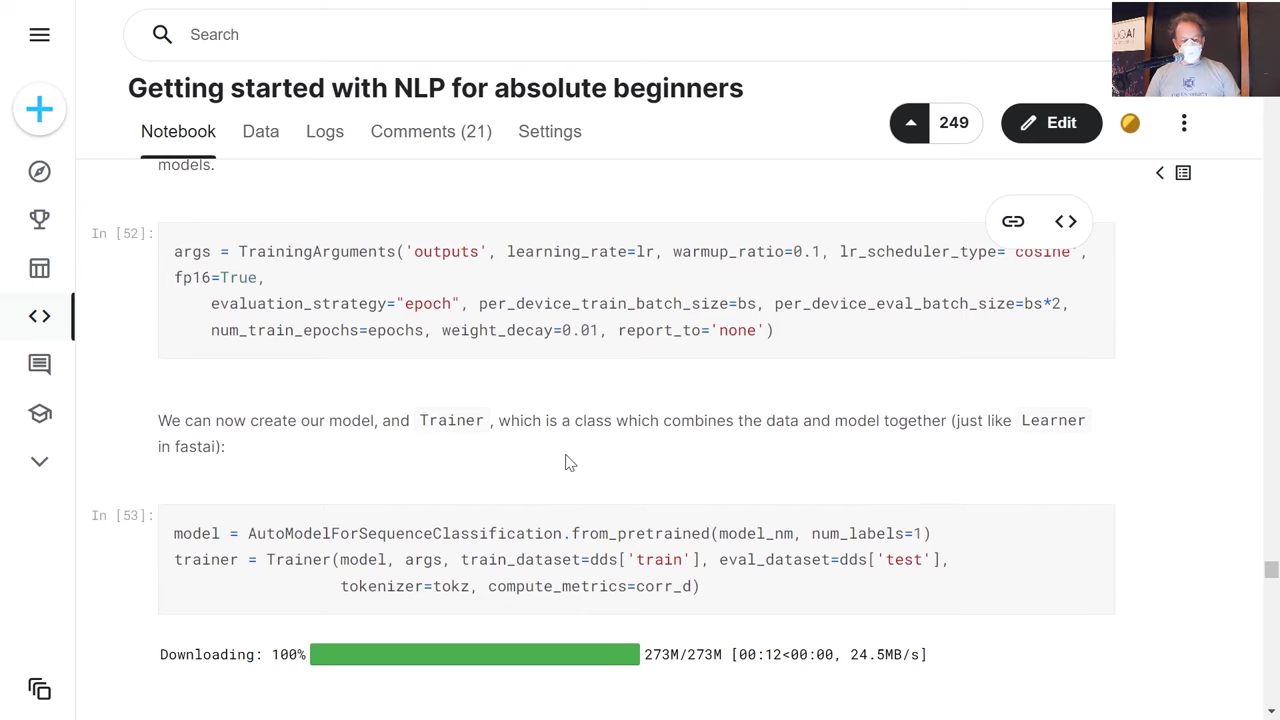 Search
UQAI
Getting started with NLP for absolute beginners
Notebook
Data
Logs
Comments (21)
Settings
249
Edit
models.
In [52]:
args = TrainingArguments('outputs', learning_rate=lr, warmup_ratio=0.1, lr_scheduler_type='cosine',
fp16=True,
evaluation_strategy="epoch", per_device_train_batch_size=bs, per_device_eval_batch_size=bs*2,
num_train_epochs=epochs, weight_decay=0.01, report_to='none')
We can now create our model, and Trainer , which is a class which combines the data and model together (just like Learner
in fastai):
In [53]:
model = AutoModelForSequenceClassification.from_pretrained(model_nm, num_labels=1)
trainer = Trainer(model, args, train_dataset=dds['train'], eval_dataset=dds['test'],
tokenizer=tokz, compute_metrics=corr_d)
Downloading: 100% 273M/273M [00:12<00:00, 24.5MB/s]